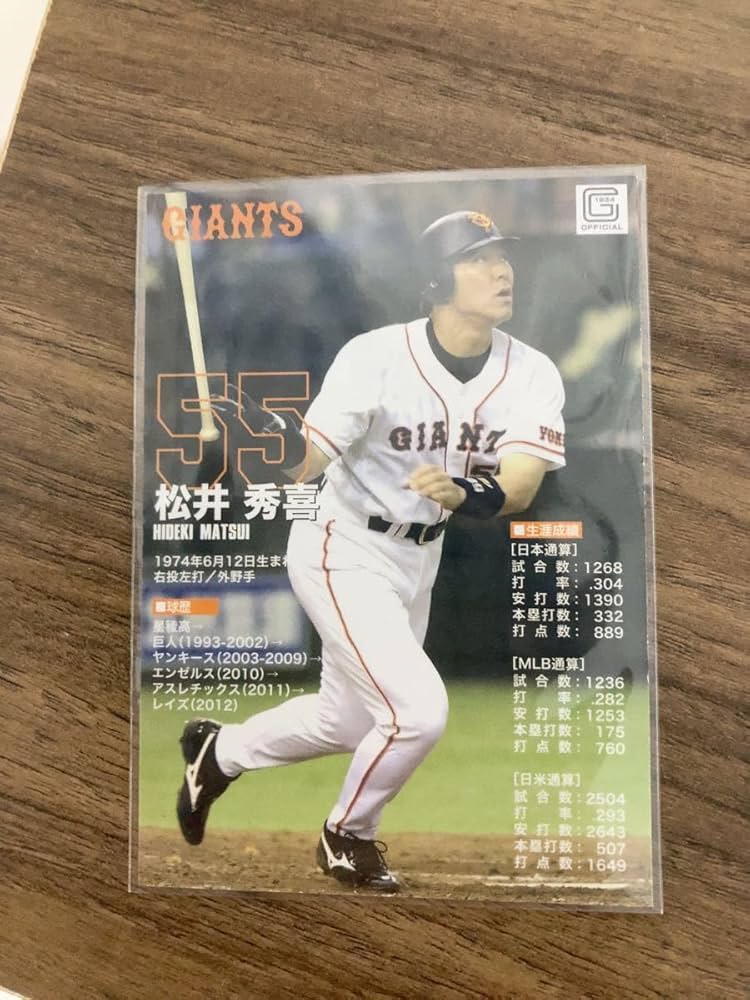 GIANTS
G
1934
OFFICIAL
GIANT
YOM
5
55
松井 秀喜
HIDEKI MATSUI
1974年6月12日生まれ
右投左打／外野手
■球歴
星稜高→
巨人(1993-2002)→
ヤンキース(2003-2009)→
エンゼルス(2010)→
アスレチックス(2011)→
レイズ(2012)
■生涯成績
[日本通算]
試合数:1268
打率:.304
安打数:1390
本塁打数:332
打点数:889
[MLB通算]
試合数:1236
打率:.282
安打数:1253
本塁打数:175
打点数:760
[日米通算]
試合数:2504
打率:.293
安打数:2643
本塁打数:507
打点数:1649